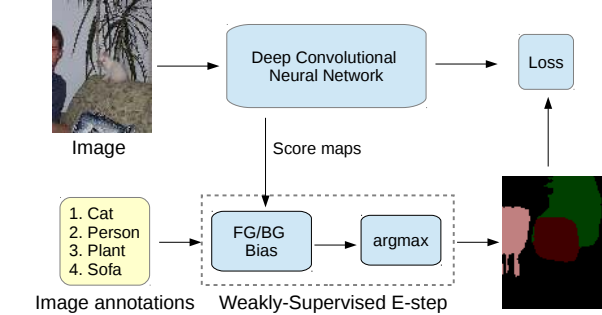 Deep Convolutional
Neural Network
Loss
Image
Score maps
1. Cat
2. Person
3. Plant
4. Sofa
FG/BG
Bias
argmax
Image annotations
Weakly-Supervised E-step